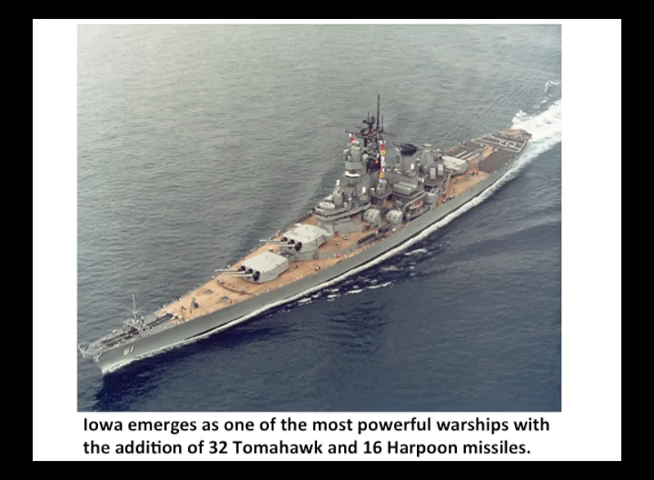 61
Iowa emerges as one of the most powerful warships with
the addition of 32 Tomahawk and 16 Harpoon missiles.